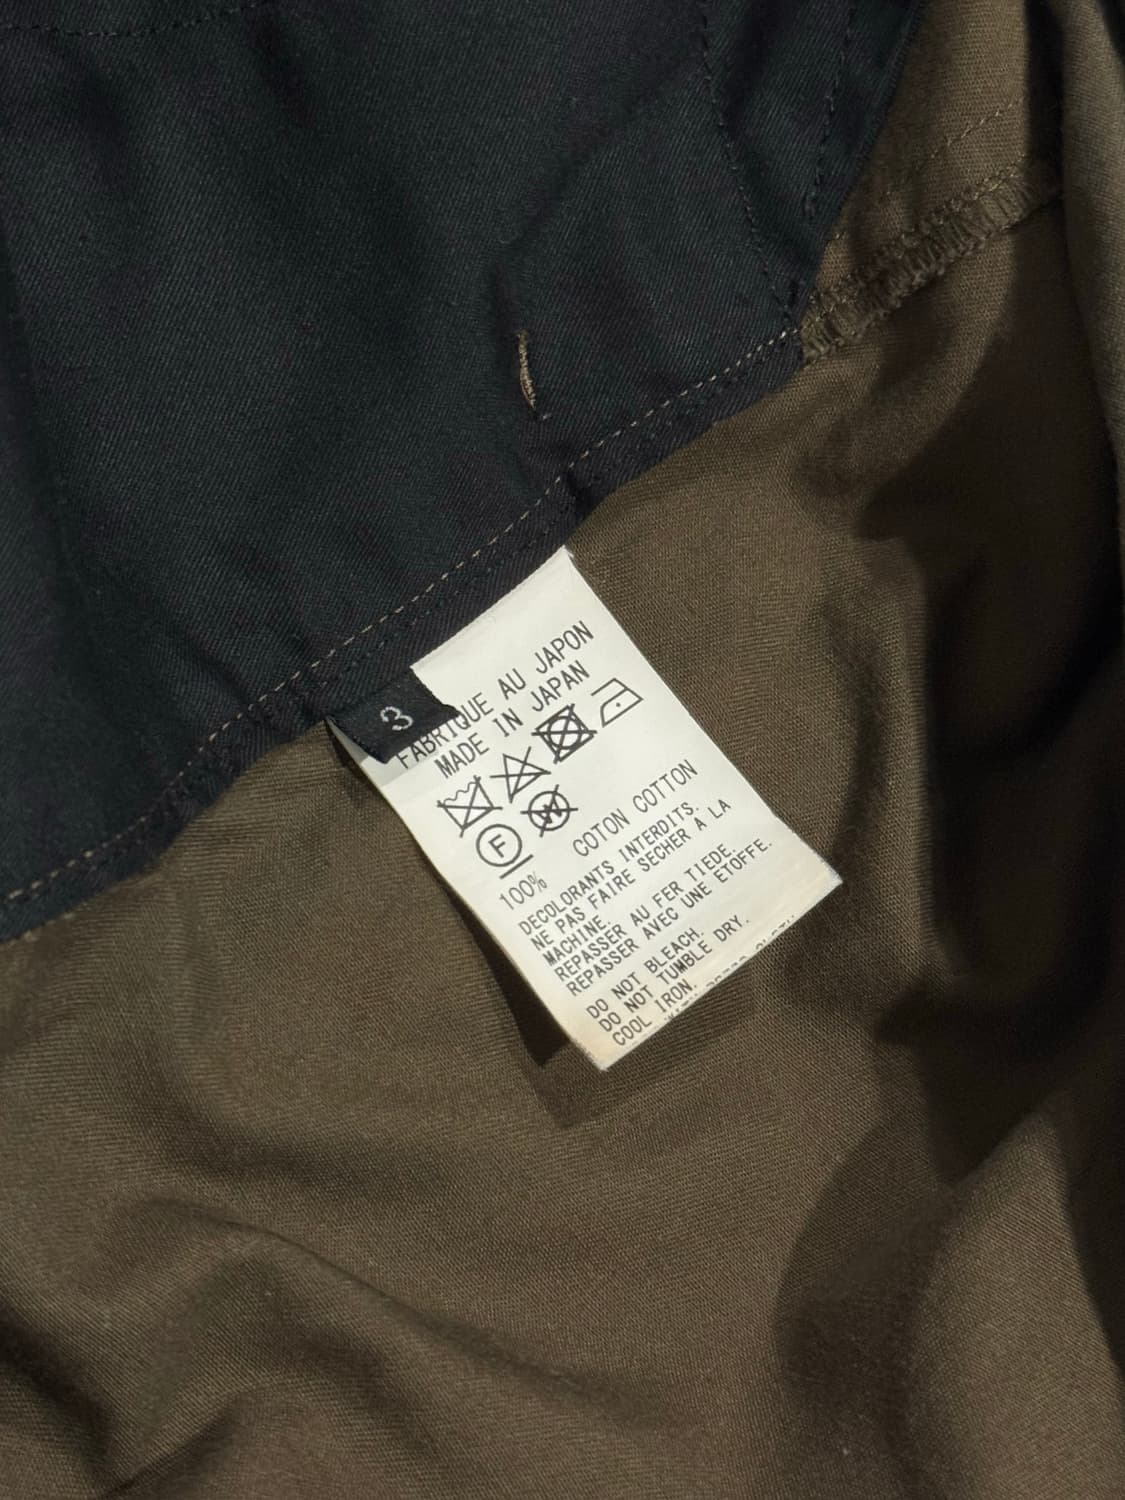 3
FABRIQUE AU JAPON
MADE IN JAPAN
F
W
100% COTON COTTON
DECOLORANTS INTERDITS.
NE PAS FAIRE SECHER A LA
MACHINE.
REPASSER AU FER TIEDE.
REPASSER AVEC UNE ETOFFE.
DO NOT BLEACH.
DO NOT TUMBLE DRY.
COOL IRON.